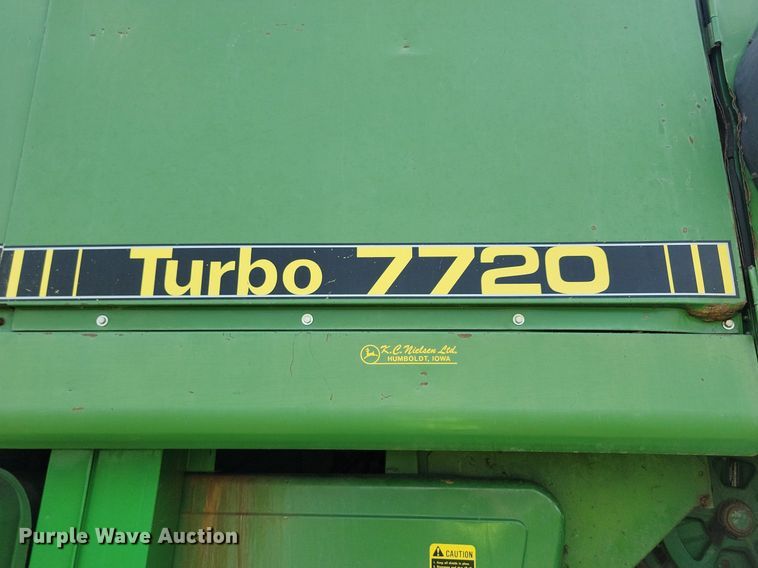 Turbo 7720
K.C. Nielsen Ltd.
HUMBOLDT, IOWA
CAUTION
Purple Wave Auction®